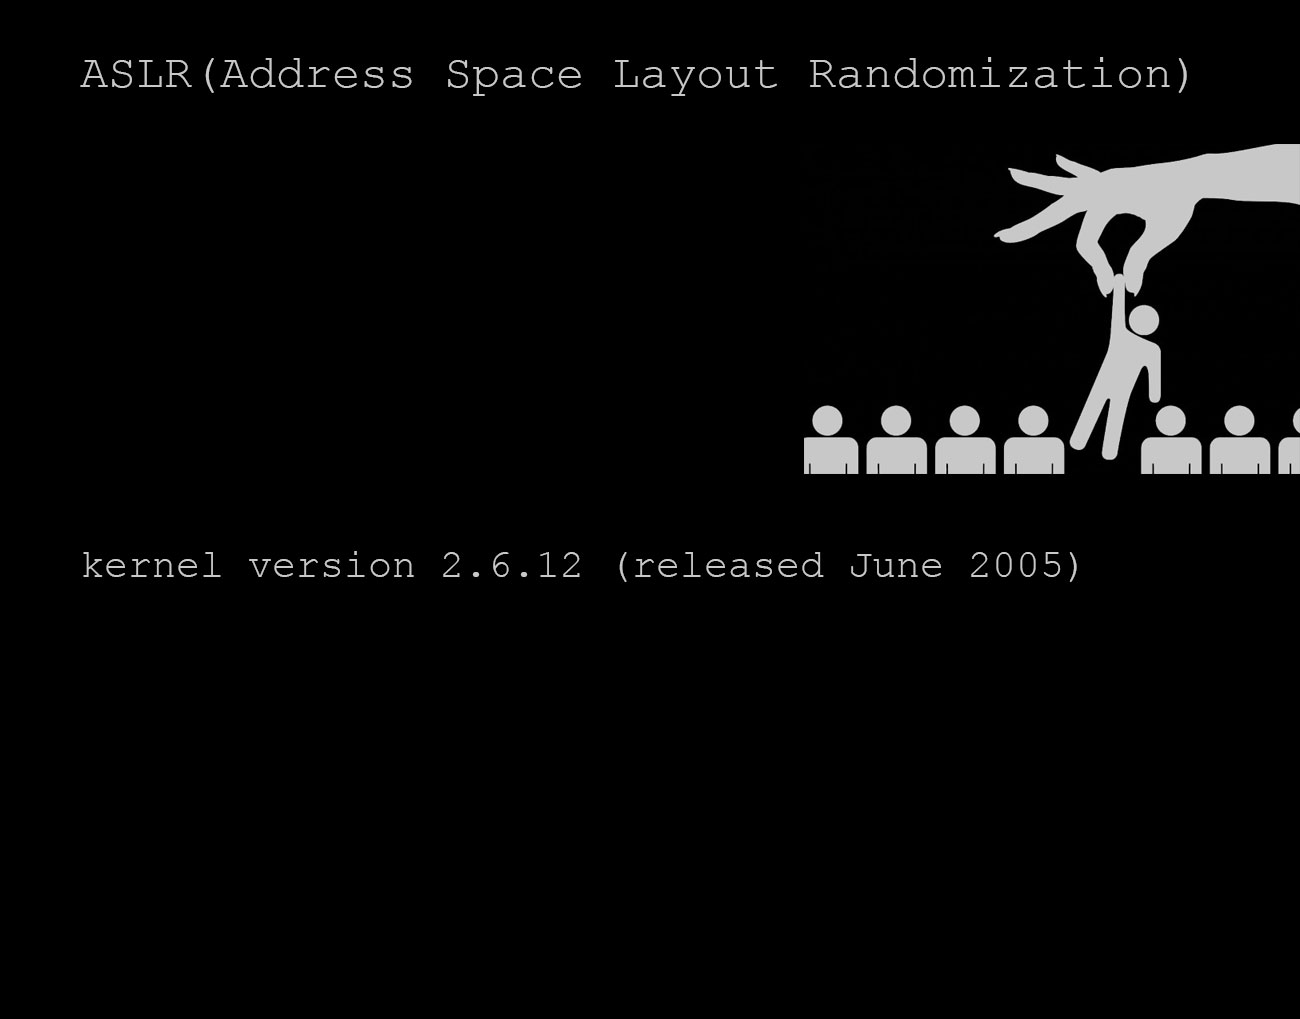 ASLR(Address Space Layout Randomization)
kernel version 2.6.12 (released June 2005)